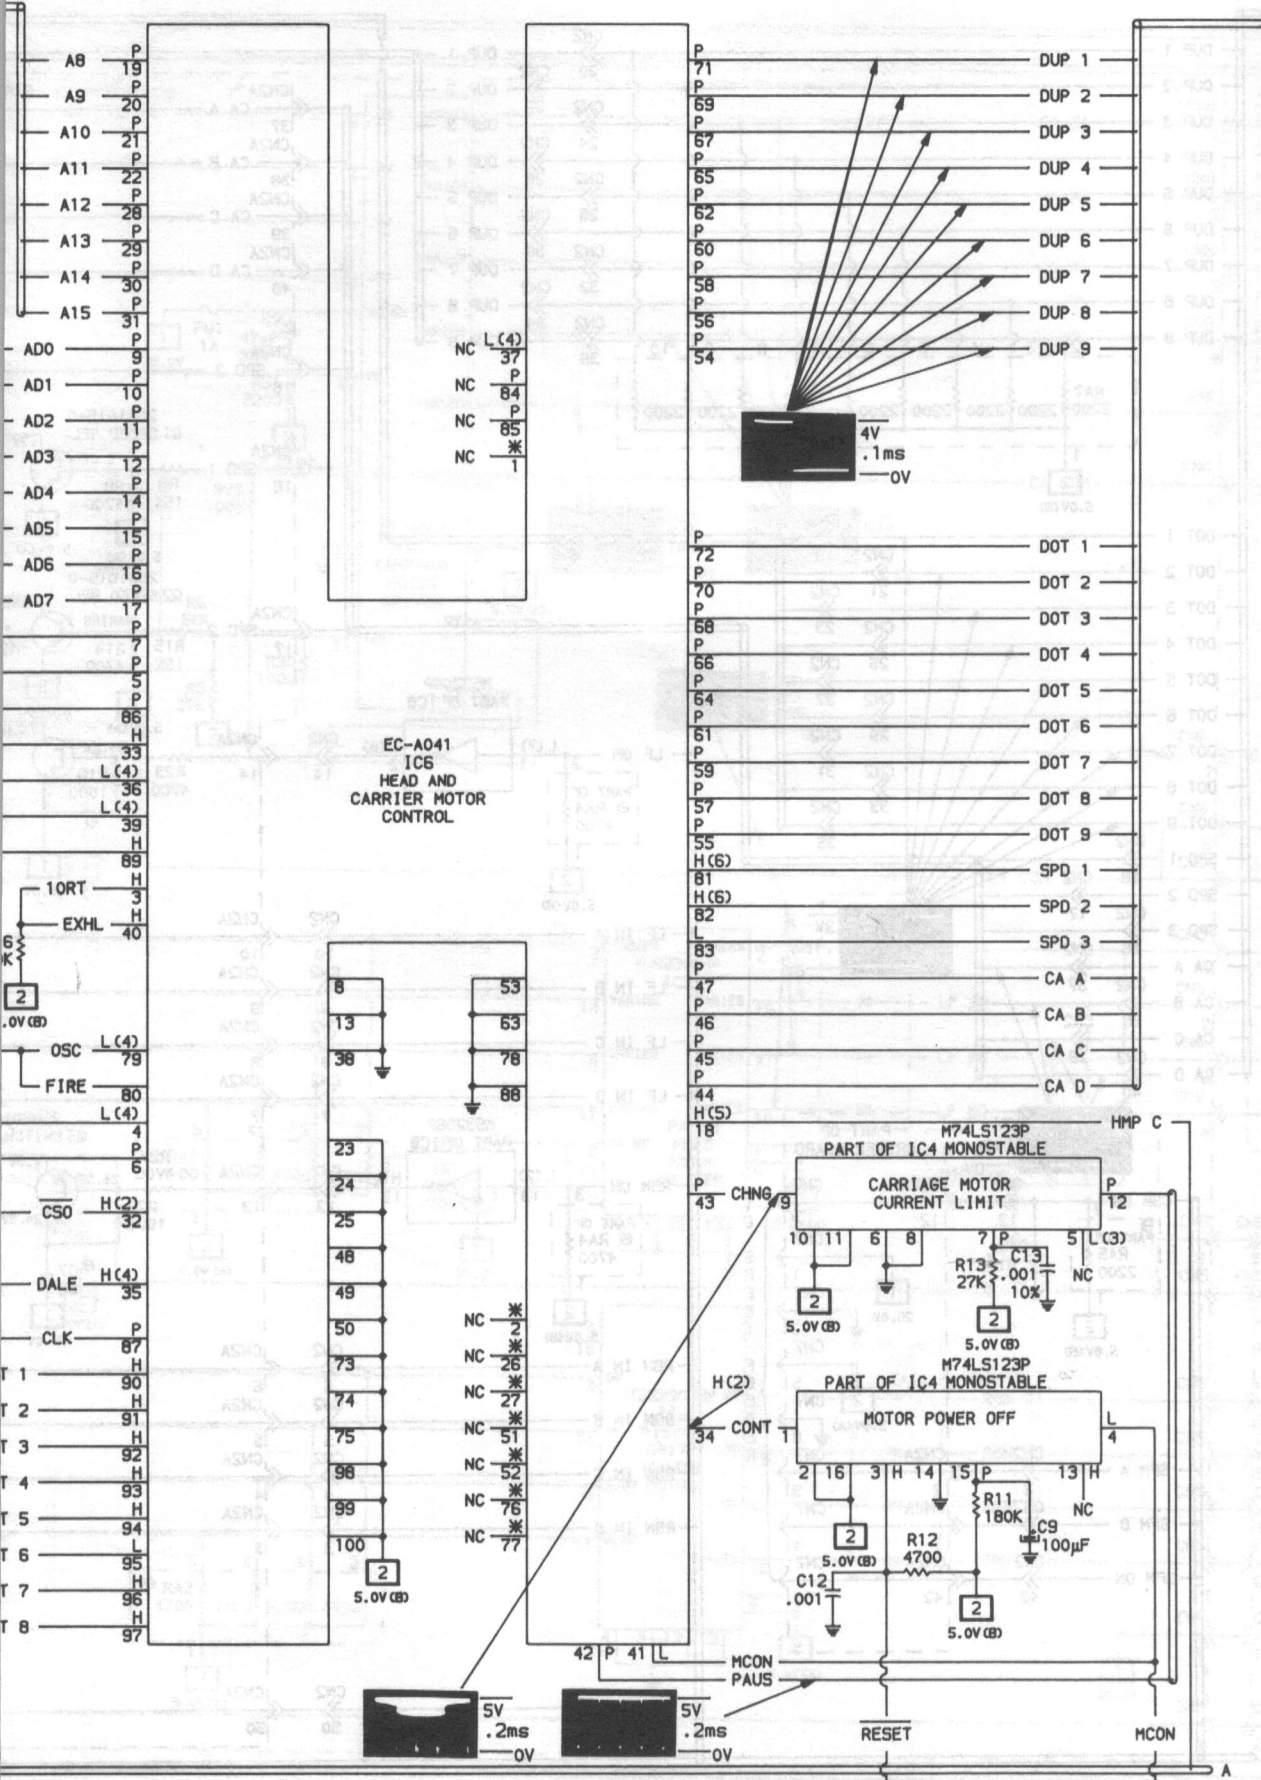 A8 P 19
A9 P 20
A10 P 21
A11 P 22
A12 P 28
A13 P 29
A14 P 30
A15 P 31
AD0 P 9
AD1 P 10
AD2 P 11
AD3 P 12
AD4 P 14
AD5 P 15
AD6 P 16
AD7 P 17
P 7
P 5
P 86
H 33
L(4) 36
L(4) 39
H 89
10RT H 3
EXHL H 40
2
.0V(B)
OSC L(4) 79
FIRE 80
L(4) 4
P 6
CSO H(2) 32
DALE H(4) 35
CLK P 87
T 1 H 90
T 2 H 91
T 3 H 92
T 4 H 93
T 5 H 94
T 6 L 95
T 7 H 96
T 8 H 97
NC L(4) 37
NC P 84
NC P 85
NC * 1
EC-A041
IC6
HEAD AND
CARRIER MOTOR
CONTROL
8 53
13 63
38 78
88
23
24
25
48
49
50
73
74
75
98
99
100
2
5.0V(B)
NC * 2
NC * 26
NC * 27
NC * 51
NC * 52
NC * 76
NC * 77
P 71 DUP 1
P 69 DUP 2
P 67 DUP 3
P 65 DUP 4
P 62 DUP 5
P 60 DUP 6
P 58 DUP 7
P 56 DUP 8
P 54 DUP 9
4V
.1ms
0V
P 72 DOT 1
P 70 DOT 2
P 68 DOT 3
P 66 DOT 4
P 64 DOT 5
P 61 DOT 6
P 59 DOT 7
P 57 DOT 8
P 55 DOT 9
H(6) 81 SPD 1
H(6) 82 SPD 2
L 83 SPD 3
P 47 CA A
P 46 CA B
P 45 CA C
P 44 CA D
H(5) 18 HMP C
M74LS123P
PART OF IC4 MONOSTABLE
P 43 CHNG 9
CARRIAGE MOTOR
CURRENT LIMIT
P 12
10 11 6 8 7 P 5 L(3)
R13
27K
C13
.001
10%
NC
2
5.0V(B)
2
5.0V(B)
M74LS123P
PART OF IC4 MONOSTABLE
H(2) 34 CONT 1
MOTOR POWER OFF
L 4
2 16 3 H 14 15 P 13 H
R11
180K
NC
C9
100µF
2
5.0V(B)
R12
4700
C12
.001
2
5.0V(B)
42 P 41 L
MCON
PAUS
5V
.2ms
0V
5V
.2ms
0V
RESET
MCON
A